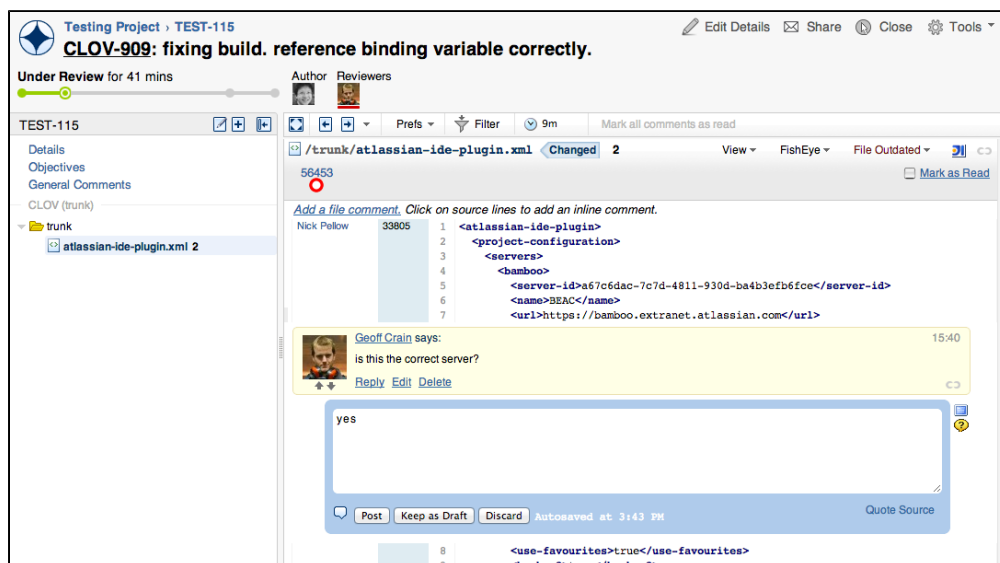 Testing Project › TEST-115
Edit Details Share Close Tools
CLOV-909: fixing build. reference binding variable correctly.
Under Review for 41 mins
Author Reviewers
TEST-115
Prefs Filter 9m Mark all comments as read
Details
Objectives
General Comments
CLOV (trunk)
trunk
atlassian-ide-plugin.xml 2
/trunk/atlassian-ide-plugin.xml Changed 2 View FishEye File Outdated
56453
Mark as Read
Add a file comment. Click on source lines to add an inline comment.
Nick Pellow 33805 1 <atlassian-ide-plugin>
2 <project-configuration>
3 <servers>
4 <bamboo>
5 <server-id>a67c6dac-7c7d-4811-930d-ba4b3efb6fce</server-id>
6 <name>BEAC</name>
7 <url>https://bamboo.extranet.atlassian.com</url>
Geoff Crain says: 15:40
is this the correct server?
Reply Edit Delete
yes
Post Keep as Draft Discard Autosaved at 3:43 PM Quote Source
8 <use-favourites>true</use-favourites>